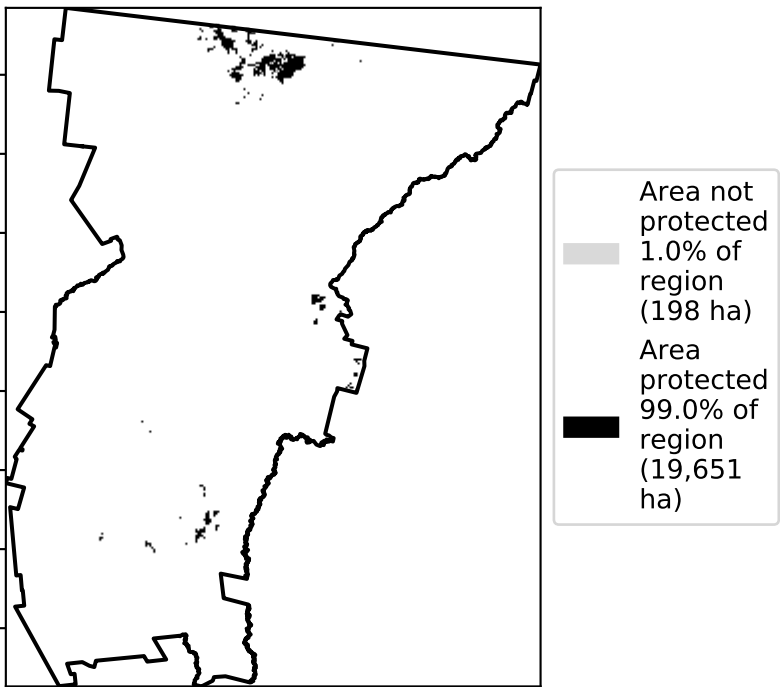 Area not
protected
1.0% of
region
(198 ha)
Area
protected
99.0% of
region
(19,651
ha)